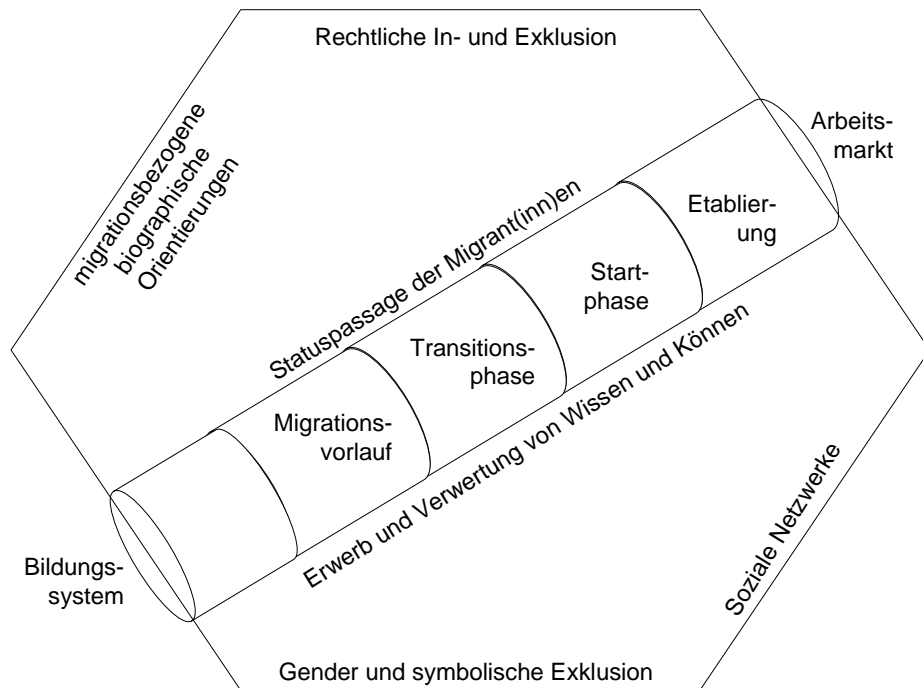 Rechtliche In- und Exklusion
migrationsbezogene
biographische
Orientierungen
Arbeits-
markt
Statuspassage der Migrant(inn)en
Etablier-
ung
Start-
phase
Transitions-
phase
Migrations-
vorlauf
Erwerb und Verwertung von Wissen und Können
Bildungs-
system
Soziale Netzwerke
Gender und symbolische Exklusion